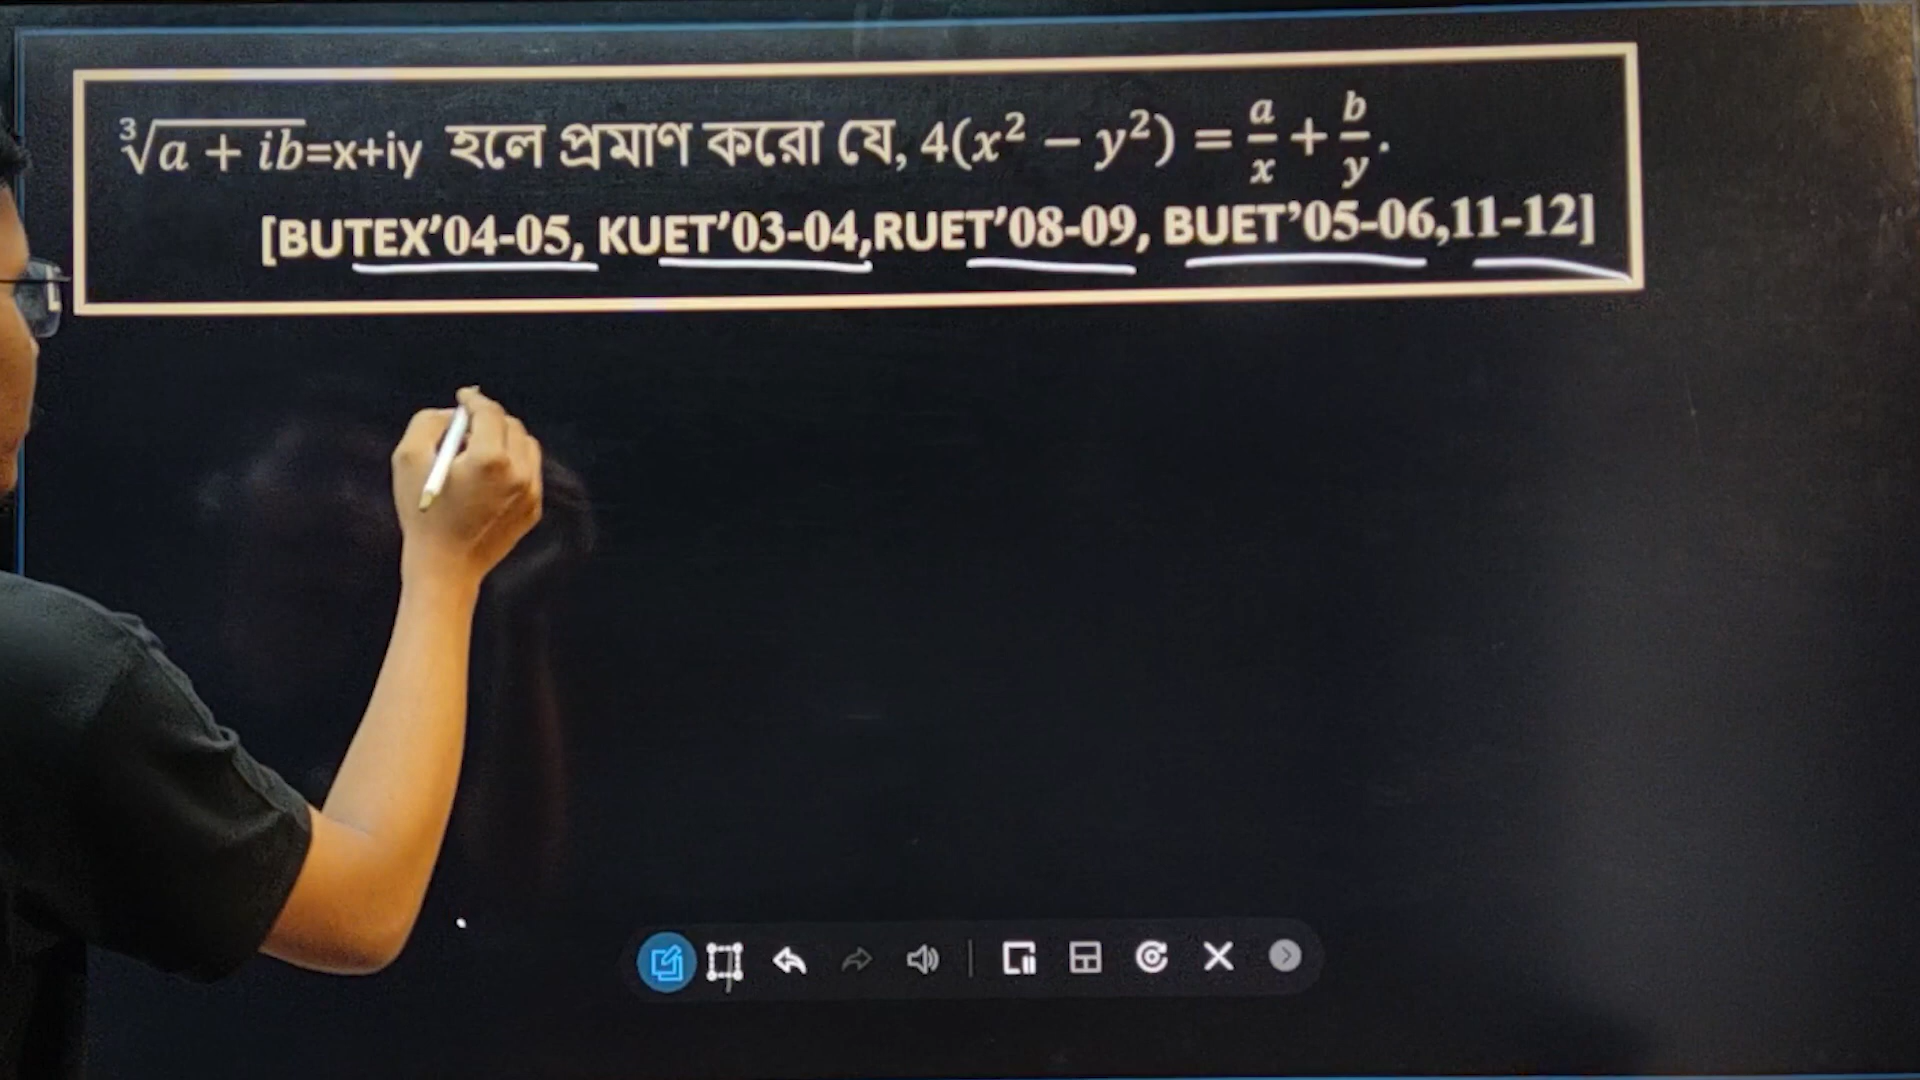 ∛(a + ib)=x+iy হলে প্রমাণ করো যে, 4(x² − y²) = a/x + b/y.
[BUTEX’04-05, KUET’03-04,RUET’08-09, BUET’05-06,11-12]